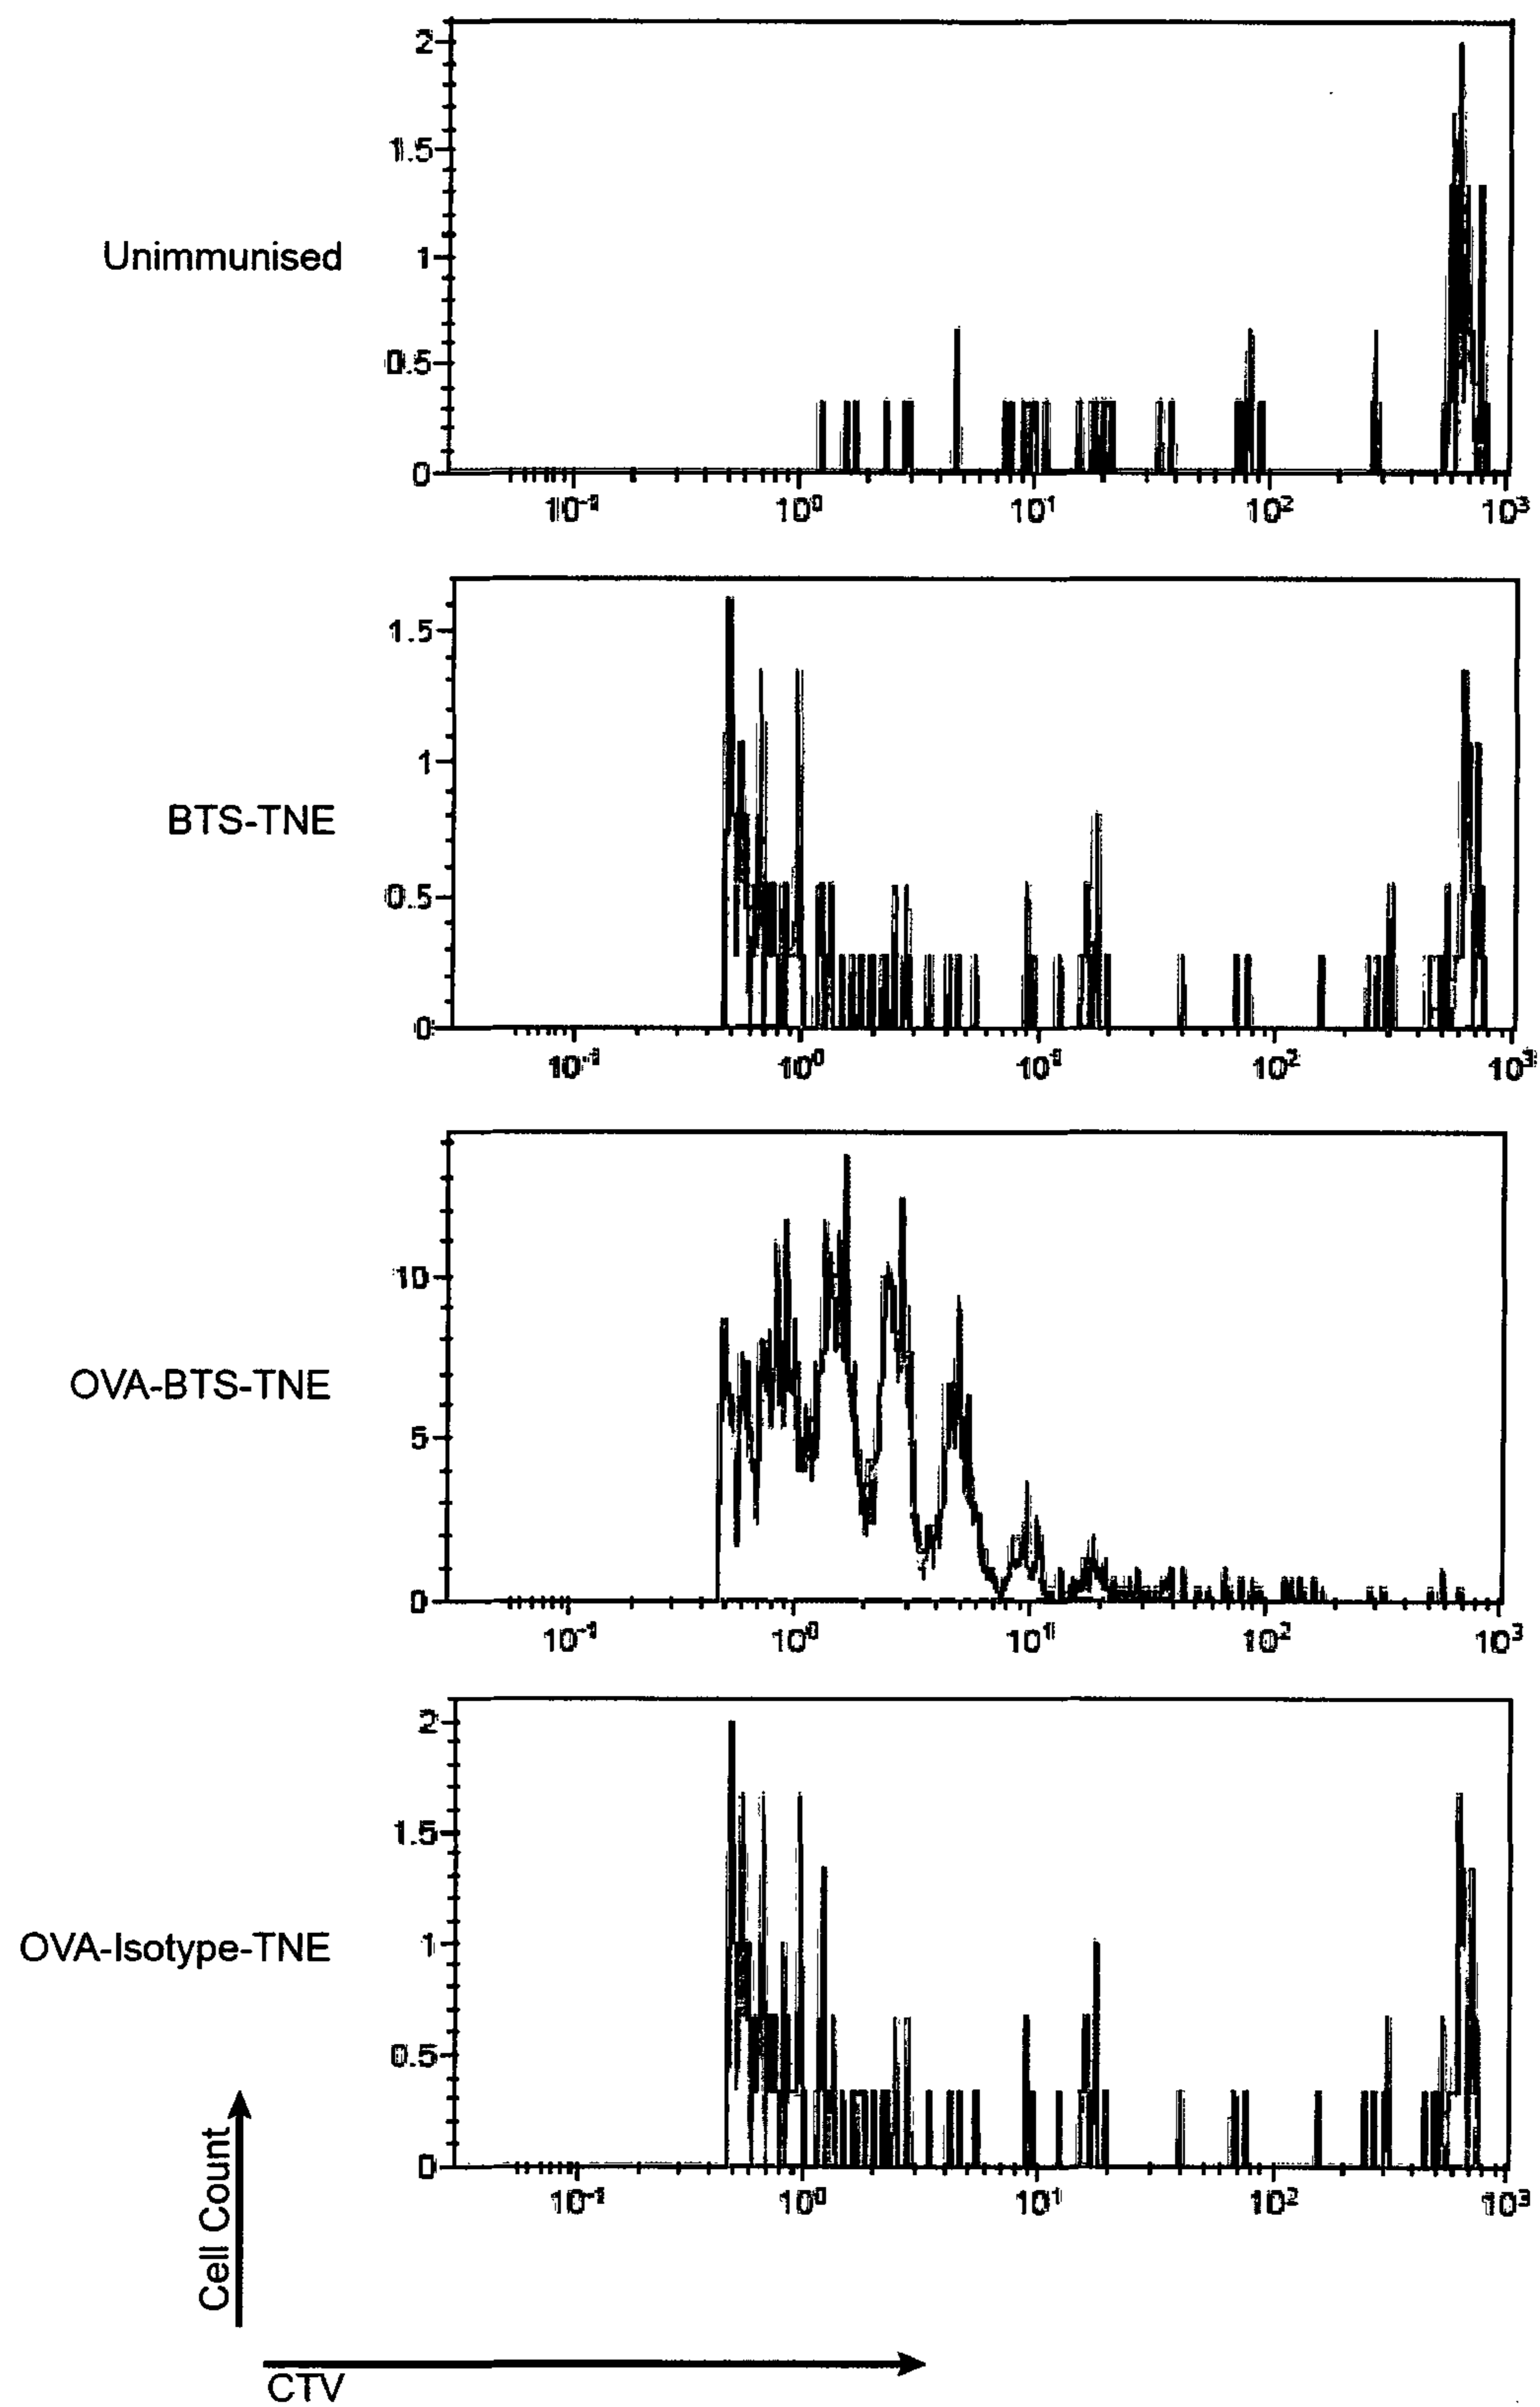 Unimmunised
2
1.5
1
0.5
0
10⁻¹ 10⁰ 10¹ 10² 10³
BTS-TNE
1.5
1
0.5
0
10⁻¹ 10⁰ 10¹ 10² 10³
OVA-BTS-TNE
10
5
0
10⁻¹ 10⁰ 10¹ 10² 10³
OVA-Isotype-TNE
2
1.5
1
0.5
0
10⁻¹ 10⁰ 10¹ 10² 10³
Cell Count
CTV